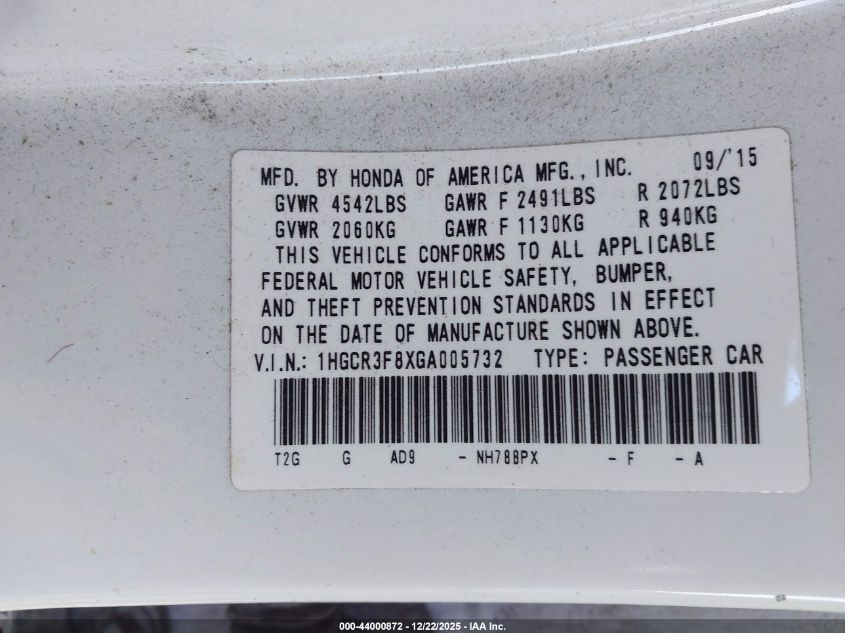 MFD. BY HONDA OF AMERICA MFG., INC. 09/'15
GVWR 4542LBS GAWR F 2491LBS R 2072LBS
GVWR 2060KG GAWR F 1130KG R 940KG
THIS VEHICLE CONFORMS TO ALL APPLICABLE
FEDERAL MOTOR VEHICLE SAFETY, BUMPER,
AND THEFT PREVENTION STANDARDS IN EFFECT
ON THE DATE OF MANUFACTURE SHOWN ABOVE.
V.I.N.: 1HGCR3F8XGA005732 TYPE: PASSENGER CAR
T2G G AD9 - NH788PX - F - A
000-44000872 - 12/22/2025 - IAA Inc.